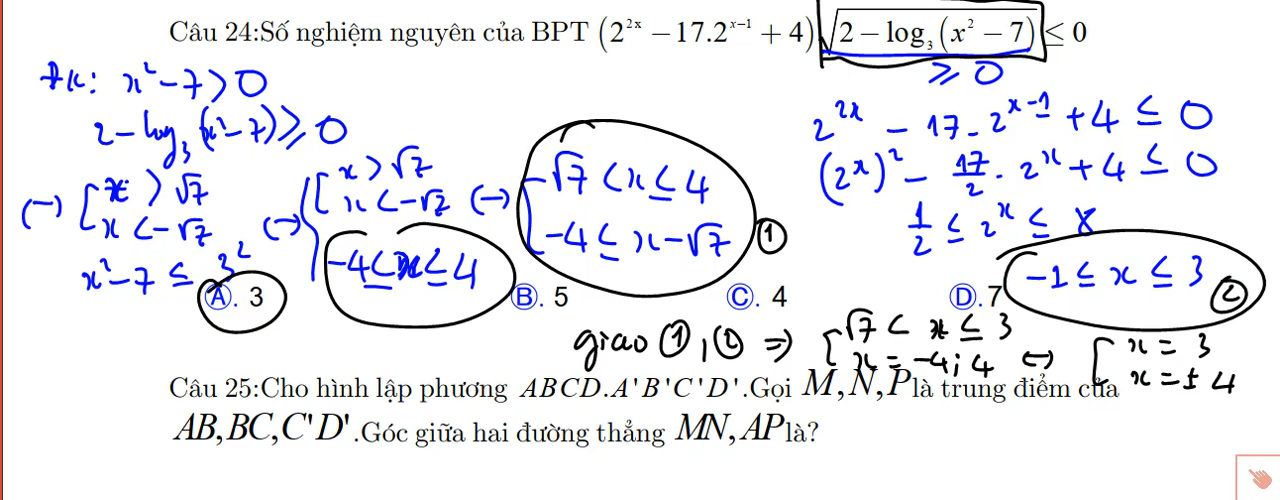 Câu 24:Số nghiệm nguyên của BPT (2^{2x} − 17.2^{x−1} + 4)√(2 − log₃(x² − 7)) ≤ 0
≥ 0
ĐK: x² − 7 > 0
2 − log₃(x² − 7) ≥ 0
2^{2x} − 17.2^{x−1} + 4 ≤ 0
(2^x)² − 17/2 . 2^x + 4 ≤ 0
(−) [ x > √7
x < −√7
x² − 7 ≤ 3²
(−) [ x > √7
x < −√7
−4 ≤ x ≤ 4
(−) −√7 < x ≤ 4
−4 ≤ x − √7 ①
1/2 ≤ 2^x ≤ 8
−1 ≤ x ≤ 3 ②
A. 3 B. 5 C. 4 D. 7
giao ①, ② ⇒ [ √7 < x ≤ 3
x = −4; 4 ↔ [ x = 3
x = ± 4
Câu 25:Cho hình lập phương ABCD.A'B'C'D'.Gọi M,N,P là trung điểm của
AB,BC,C'D'.Góc giữa hai đường thẳng MN,AP là?